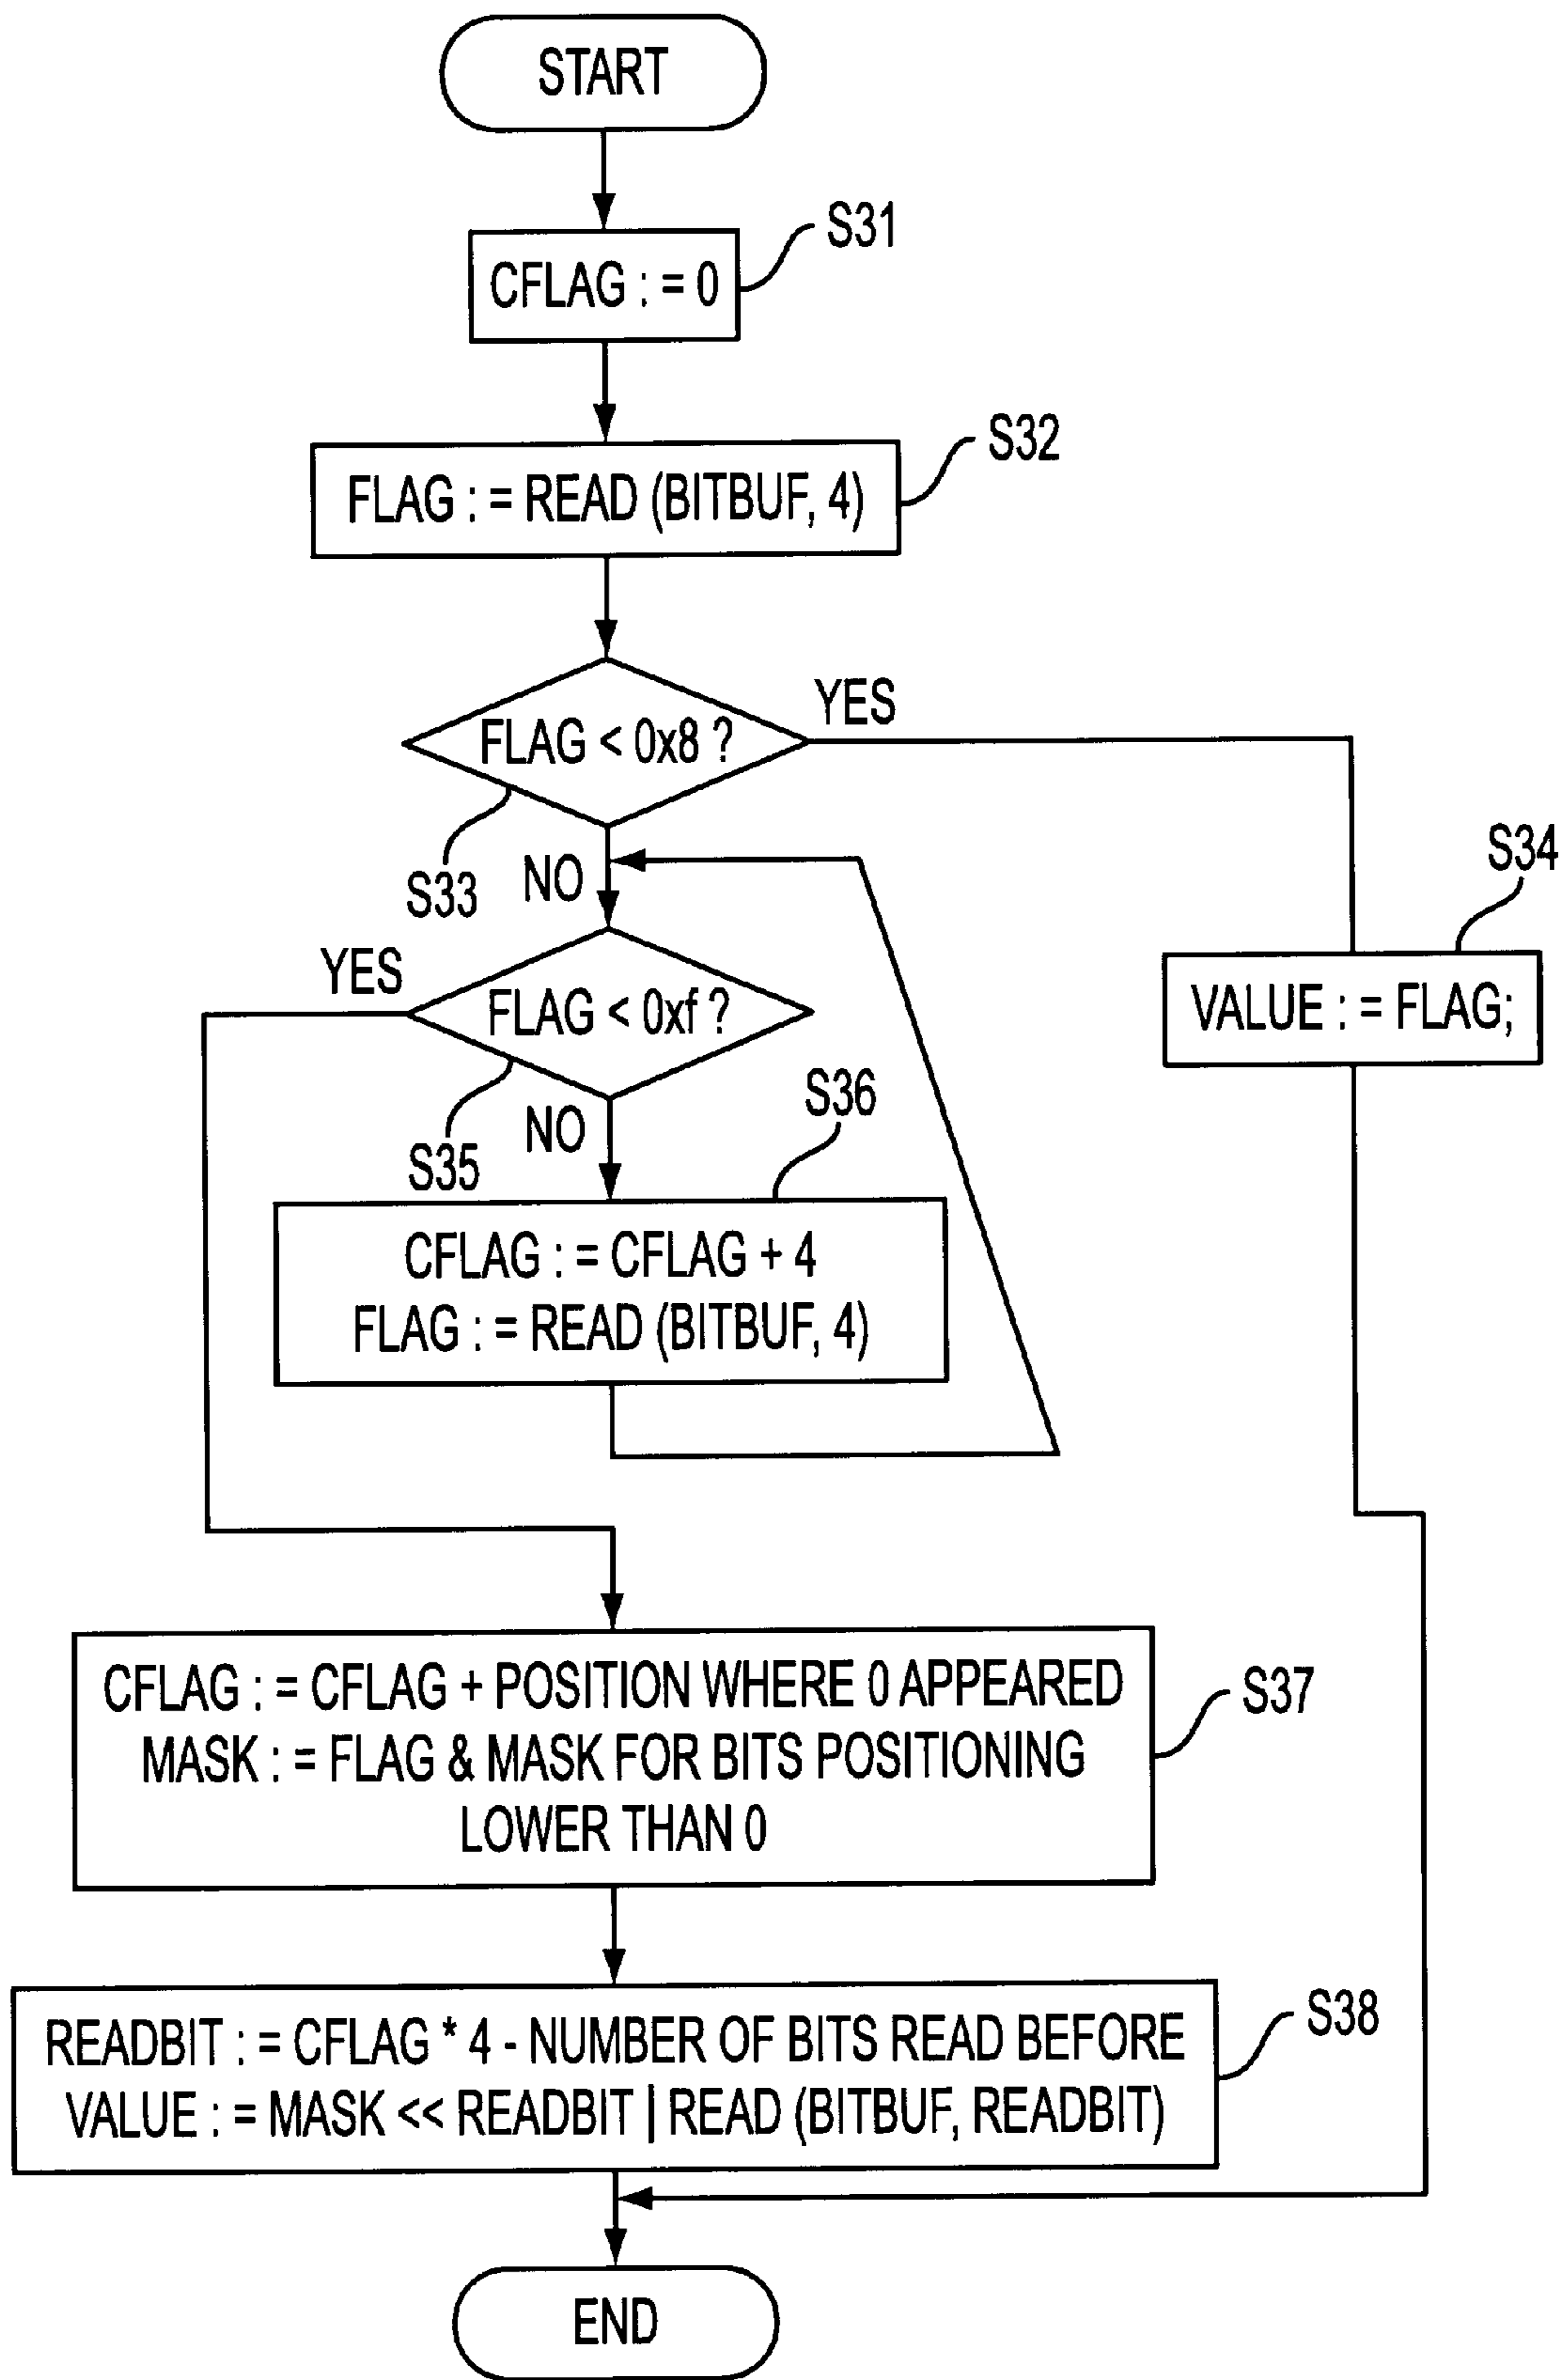 START
S31
CFLAG : = 0
S32
FLAG : = READ (BITBUF, 4)
FLAG < 0x8 ?
YES
S33
NO
S34
VALUE : = FLAG;
YES
FLAG < 0xf ?
S35
NO
S36
CFLAG : = CFLAG + 4
FLAG : = READ (BITBUF, 4)
CFLAG : = CFLAG + POSITION WHERE 0 APPEARED
MASK : = FLAG & MASK FOR BITS POSITIONING
LOWER THAN 0
S37
READBIT : = CFLAG * 4 - NUMBER OF BITS READ BEFORE
VALUE : = MASK << READBIT | READ (BITBUF, READBIT)
S38
END